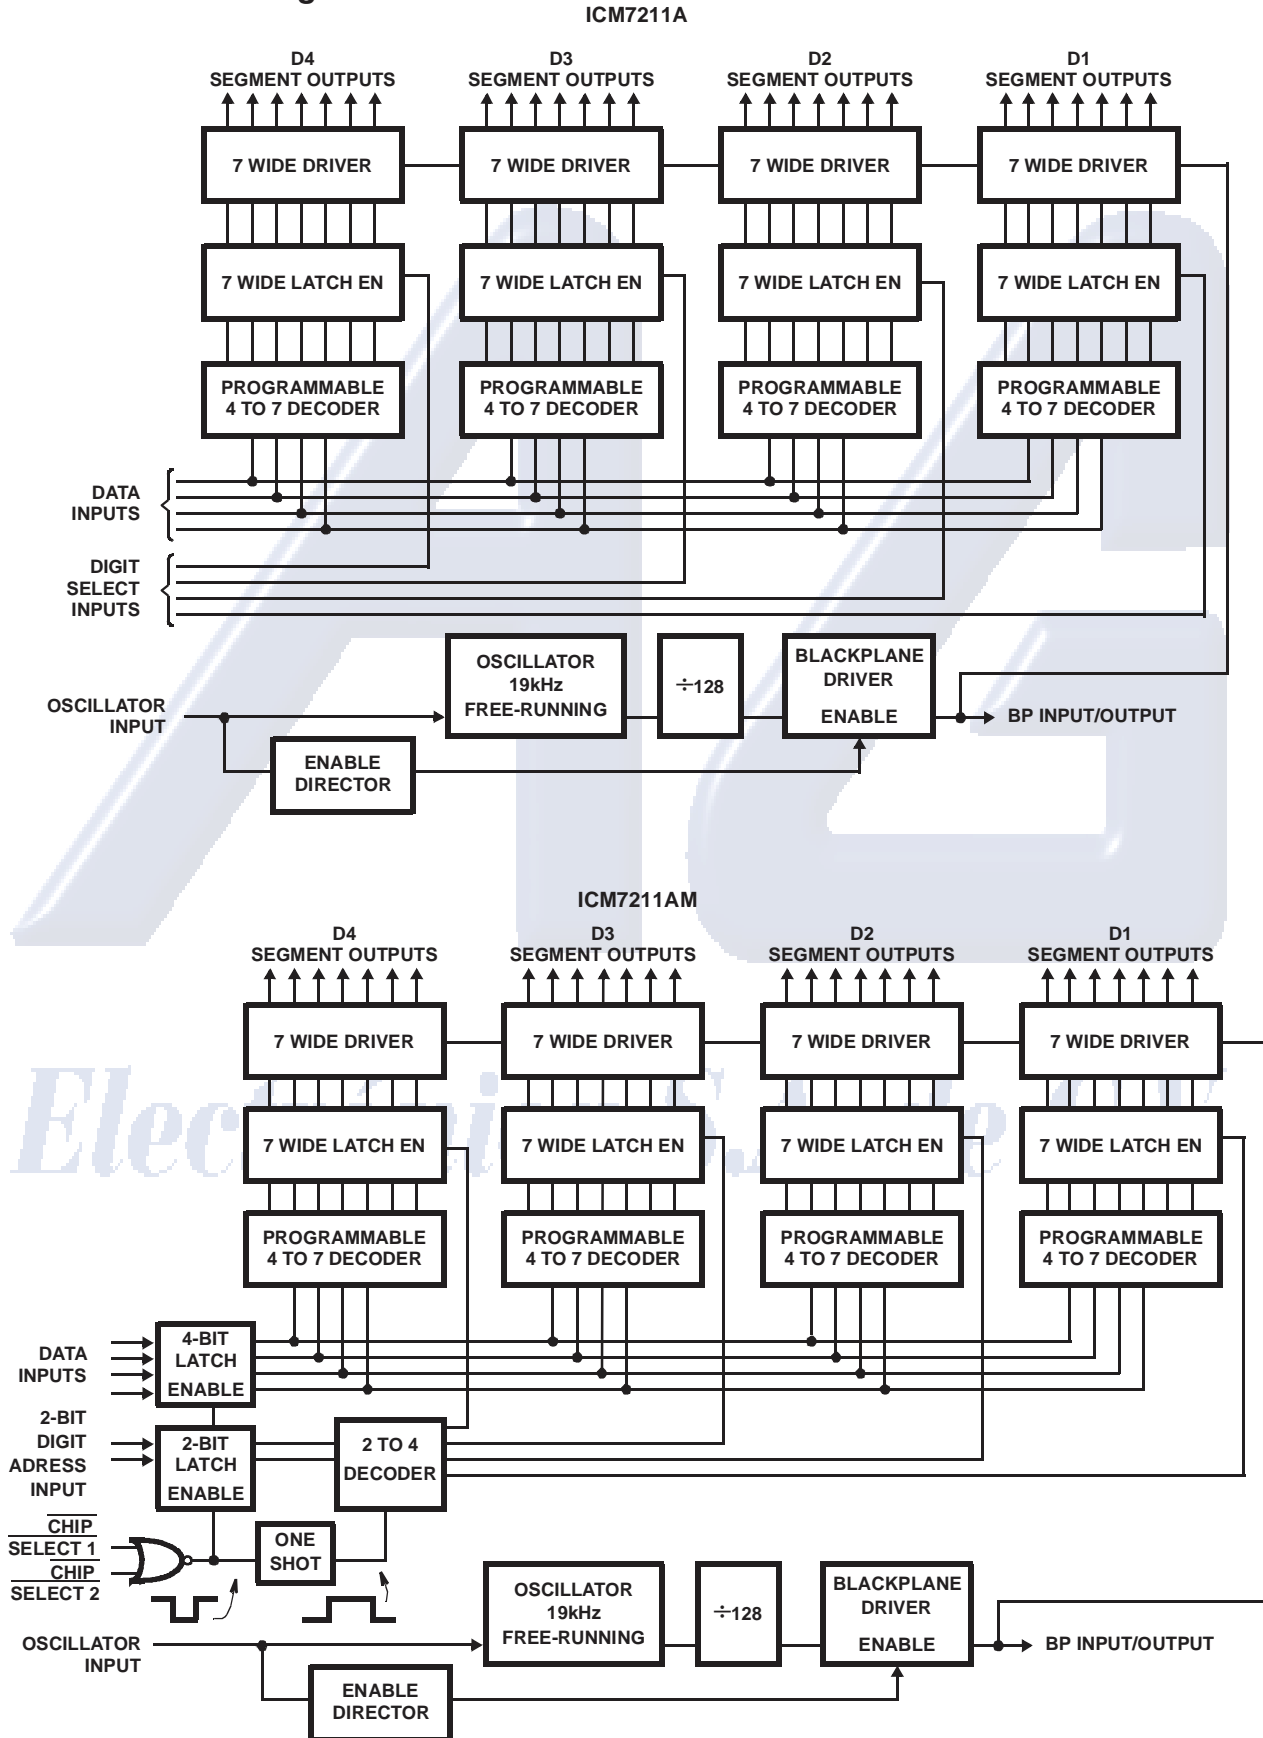 ICM7211A
D4
SEGMENT OUTPUTS
D3
SEGMENT OUTPUTS
D2
SEGMENT OUTPUTS
D1
SEGMENT OUTPUTS
7 WIDE DRIVER
7 WIDE DRIVER
7 WIDE DRIVER
7 WIDE DRIVER
7 WIDE LATCH EN
7 WIDE LATCH EN
7 WIDE LATCH EN
7 WIDE LATCH EN
PROGRAMMABLE
4 TO 7 DECODER
PROGRAMMABLE
4 TO 7 DECODER
PROGRAMMABLE
4 TO 7 DECODER
PROGRAMMABLE
4 TO 7 DECODER
DATA
INPUTS
DIGIT
SELECT
INPUTS
OSCILLATOR
INPUT
OSCILLATOR
19kHz
FREE-RUNNING
÷128
BLACKPLANE
DRIVER
ENABLE
BP INPUT/OUTPUT
ENABLE
DIRECTOR
ICM7211AM
D4
SEGMENT OUTPUTS
D3
SEGMENT OUTPUTS
D2
SEGMENT OUTPUTS
D1
SEGMENT OUTPUTS
7 WIDE DRIVER
7 WIDE DRIVER
7 WIDE DRIVER
7 WIDE DRIVER
7 WIDE LATCH EN
7 WIDE LATCH EN
7 WIDE LATCH EN
7 WIDE LATCH EN
PROGRAMMABLE
4 TO 7 DECODER
PROGRAMMABLE
4 TO 7 DECODER
PROGRAMMABLE
4 TO 7 DECODER
PROGRAMMABLE
4 TO 7 DECODER
DATA
INPUTS
4-BIT
LATCH
ENABLE
2-BIT
DIGIT
ADRESS
INPUT
2-BIT
LATCH
ENABLE
2 TO 4
DECODER
CHIP
SELECT 1
CHIP
SELECT 2
ONE
SHOT
OSCILLATOR
INPUT
OSCILLATOR
19kHz
FREE-RUNNING
÷128
BLACKPLANE
DRIVER
ENABLE
BP INPUT/OUTPUT
ENABLE
DIRECTOR